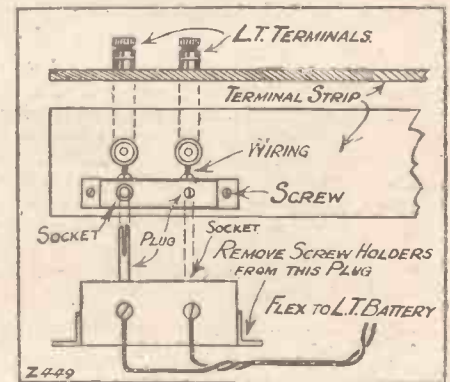 L.T. TERMINALS.
TERMINAL STRIP
WIRING
SCREW
SOCKET
PLUG
SOCKET
REMOVE SCREW HOLDERS
FROM THIS PLUG
FLEX TO L.T. BATTERY
Z449